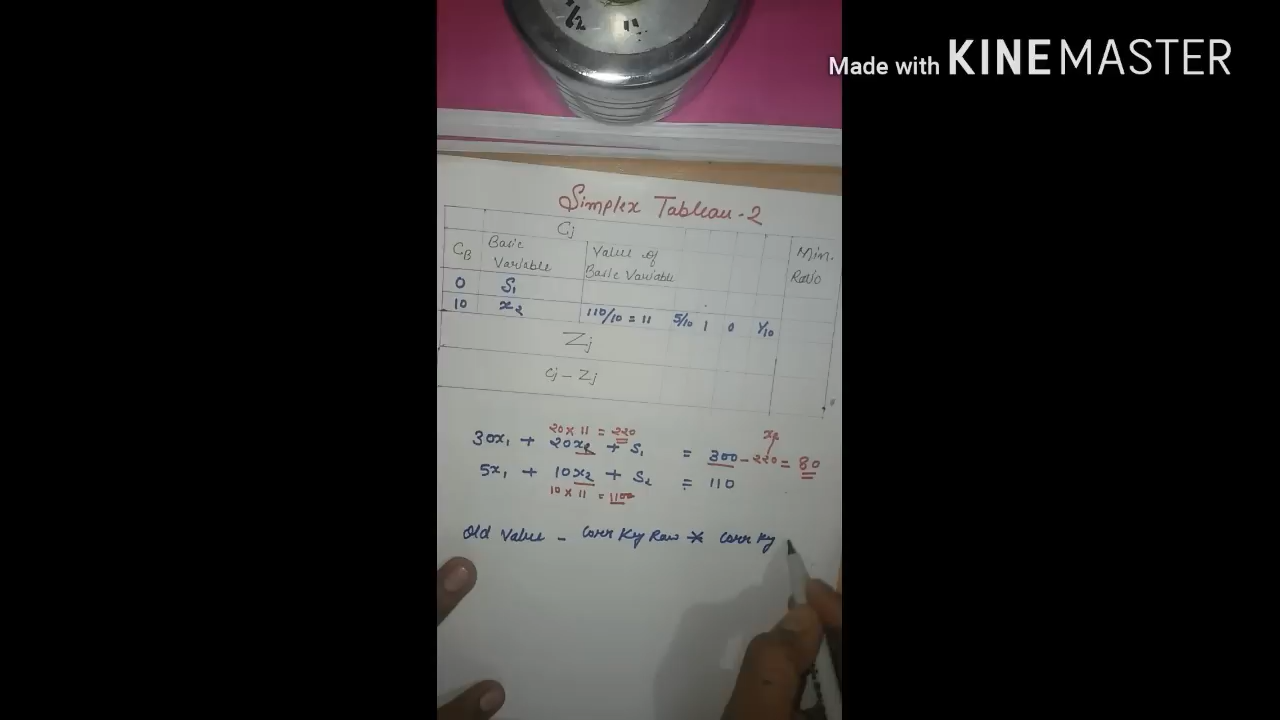 Made with KINEMASTER
Simplex Tableau - 2
Cj
CB Basic Variable Value of Basic Variable Min. Ratio
0 S1
10 x2 110/10 = 11 5/10 1 0 1/10
Zj
Cj - Zj
20 x 11 = 220
30x1 + 20x2 + S1 = 300 - 220 = 80
5x1 + 10x2 + S2 = 110
10 x 11 = 110
Old Value - Corr Ky Row * Corr Ky